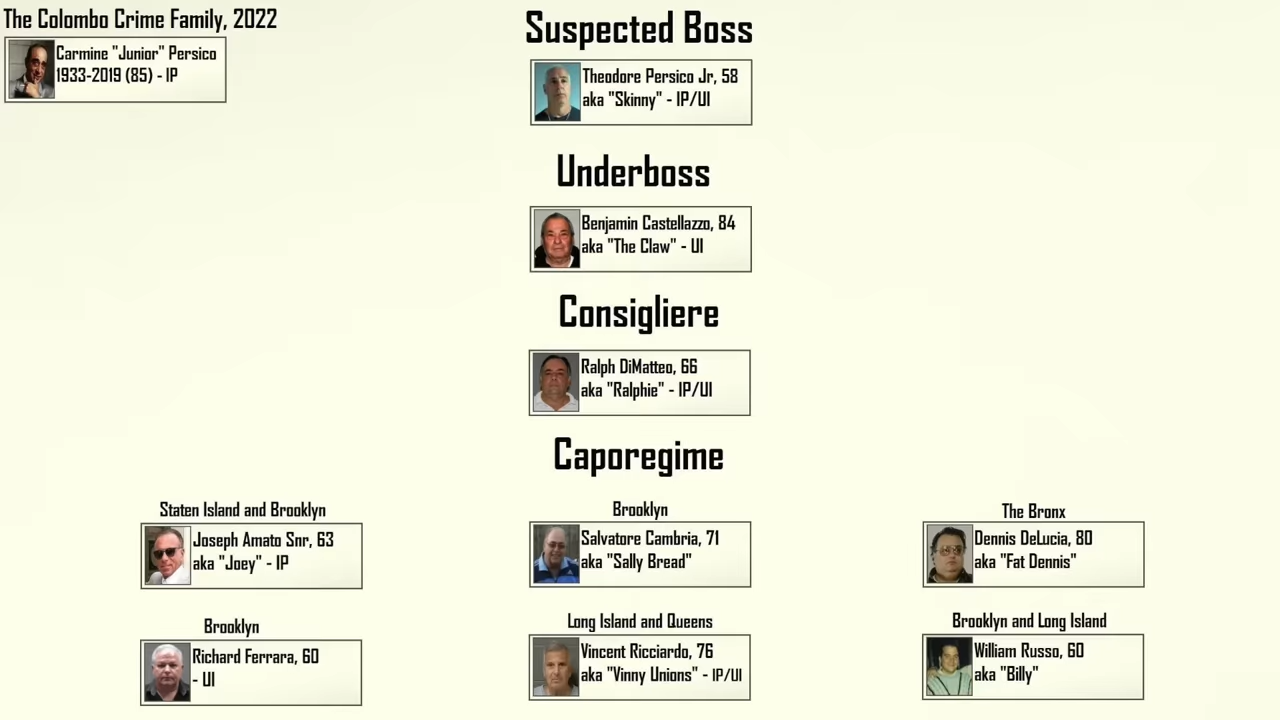 The Colombo Crime Family, 2022
Carmine "Junior" Persico
1933-2019 (85) - IP
Suspected Boss
Theodore Persico Jr, 58
aka "Skinny" - IP/UI
Underboss
Benjamin Castellazzo, 84
aka "The Claw" - UI
Consigliere
Ralph DiMatteo, 66
aka "Ralphie" - IP/UI
Caporegime
Staten Island and Brooklyn
Joseph Amato Snr, 63
aka "Joey" - IP
Brooklyn
Salvatore Cambria, 71
aka "Sally Bread"
The Bronx
Dennis DeLucia, 80
aka "Fat Dennis"
Brooklyn
Richard Ferrara, 60
- UI
Long Island and Queens
Vincent Ricciardo, 76
aka "Vinny Unions" - IP/UI
Brooklyn and Long Island
William Russo, 60
aka "Billy"